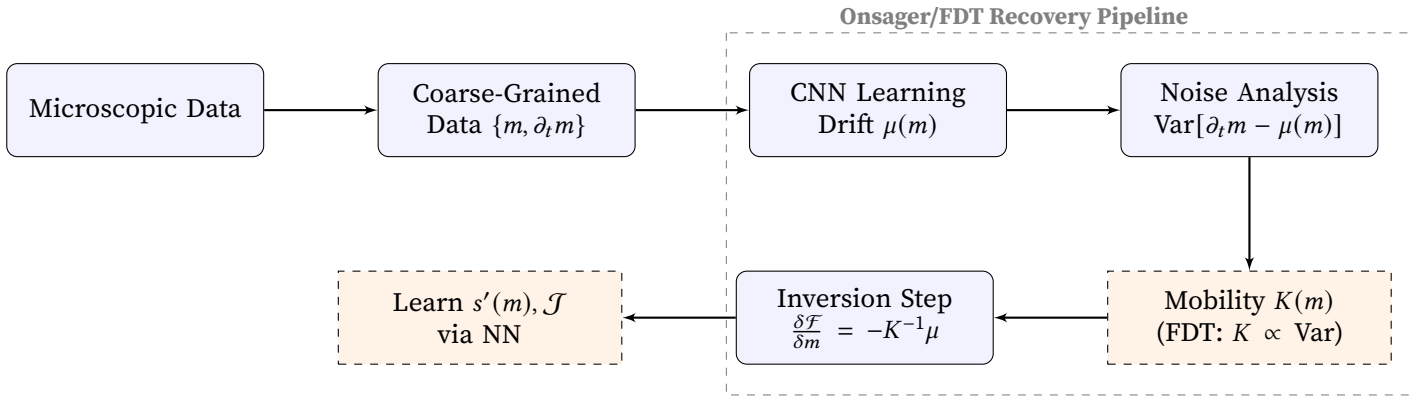 Onsager/FDT Recovery Pipeline
Microscopic Data
Coarse-Grained
Data {m, ∂ₜm}
CNN Learning
Drift μ(m)
Noise Analysis
Var[∂ₜm − μ(m)]
Learn s′(m), 𝒥
via NN
Inversion Step
δℱ/δm = −K⁻¹μ
Mobility K(m)
(FDT: K ∝ Var)